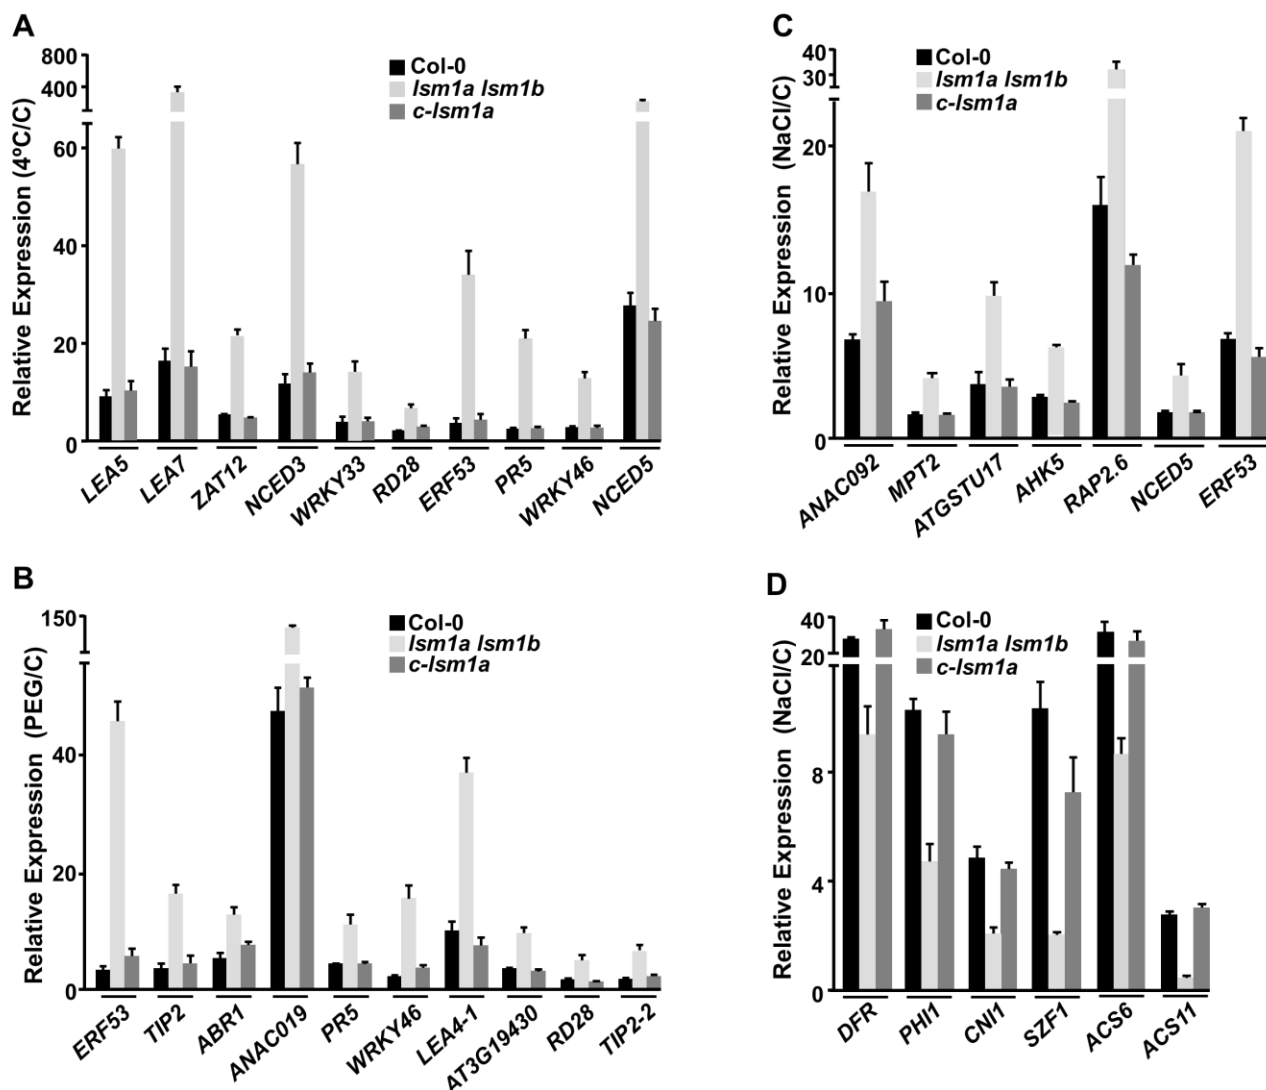 A
Relative Expression (4ºC/C)
800
400
60
40
20
0
Col-0
lsm1a lsm1b
c-lsm1a
LEA5
LEA7
ZAT12
NCED3
WRKY33
RD28
ERF53
PR5
WRKY46
NCED5
C
Relative Expression (NaCl/C)
40
30
20
10
0
Col-0
lsm1a lsm1b
c-lsm1a
ANAC092
MPT2
ATGSTU17
AHK5
RAP2.6
NCED5
ERF53
B
Relative Expression (PEG/C)
150
40
20
0
Col-0
lsm1a lsm1b
c-lsm1a
ERF53
TIP2
ABR1
ANAC019
PR5
WRKY46
LEA4-1
AT3G19430
RD28
TIP2-2
D
Relative Expression (NaCl/C)
40
20
8
4
0
Col-0
lsm1a lsm1b
c-lsm1a
DFR
PHI1
CNI1
SZF1
ACS6
ACS11